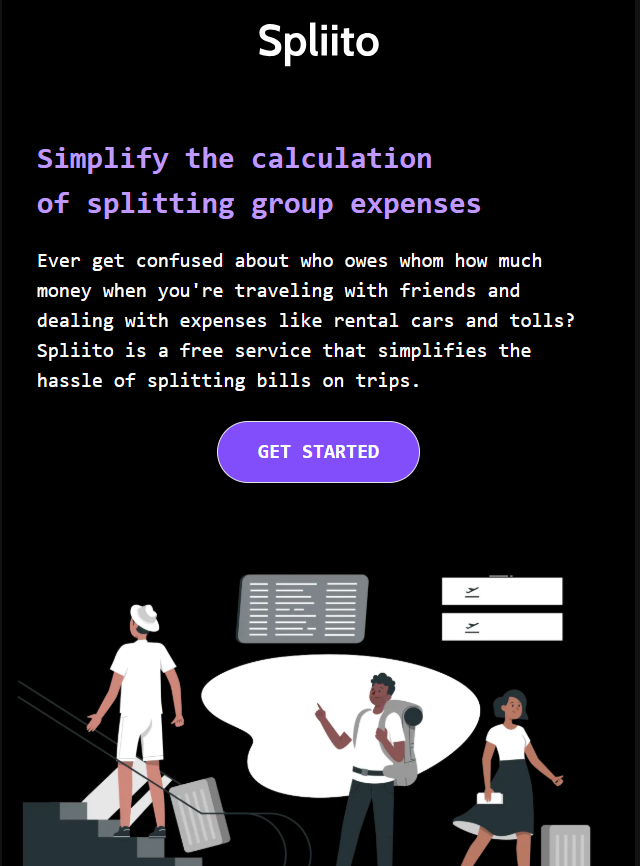 Spliito
Simplify the calculation
of splitting group expenses
Ever get confused about who owes whom how much
money when you're traveling with friends and
dealing with expenses like rental cars and tolls?
Spliito is a free service that simplifies the
hassle of splitting bills on trips.
GET STARTED